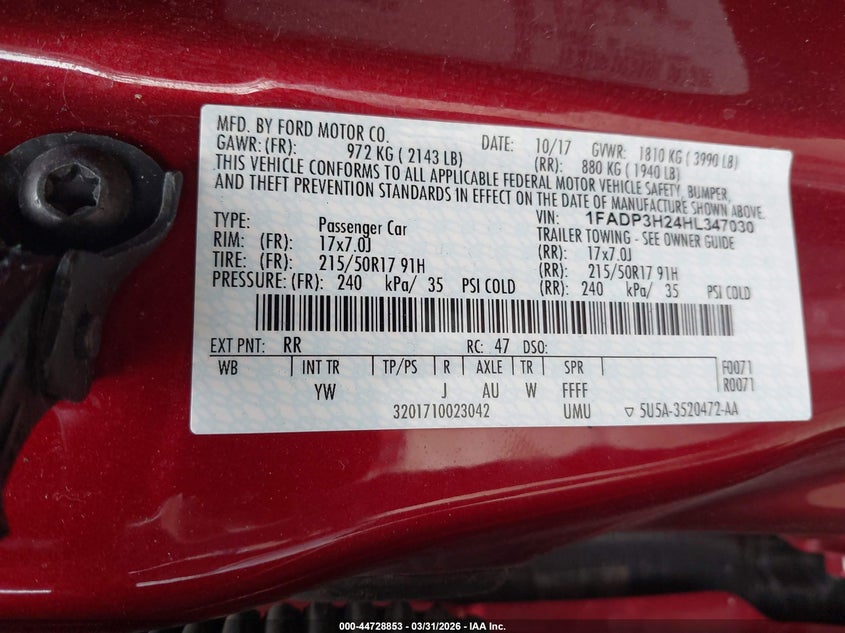 MFD. BY FORD MOTOR CO. DATE: 10/17 GVWR: 1810 KG ( 3990 LB)
GAWR: (FR): 972 KG ( 2143 LB) (RR): 880 KG ( 1940 LB)
THIS VEHICLE CONFORMS TO ALL APPLICABLE FEDERAL MOTOR VEHICLE SAFETY, BUMPER,
AND THEFT PREVENTION STANDARDS IN EFFECT ON THE DATE OF MANUFACTURE SHOWN ABOVE.
VIN: 1FADP3H24HL347030
TYPE: Passenger Car TRAILER TOWING - SEE OWNER GUIDE
RIM: (FR): 17x7.0J (RR): 17x7.0J
TIRE: (FR): 215/50R17 91H (RR): 215/50R17 91H
PRESSURE: (FR): 240 kPa/ 35 PSI COLD (RR): 240 kPa/ 35 PSI COLD
EXT PNT: RR RC: 47 DSO:
WB INT TR TP/PS R AXLE TR SPR F0071
YW J AU W FFFF R0071
3201710023042 UMU ▽ 5U5A-3520472-AA
000-44728853 - 03/31/2026 - IAAI.COM